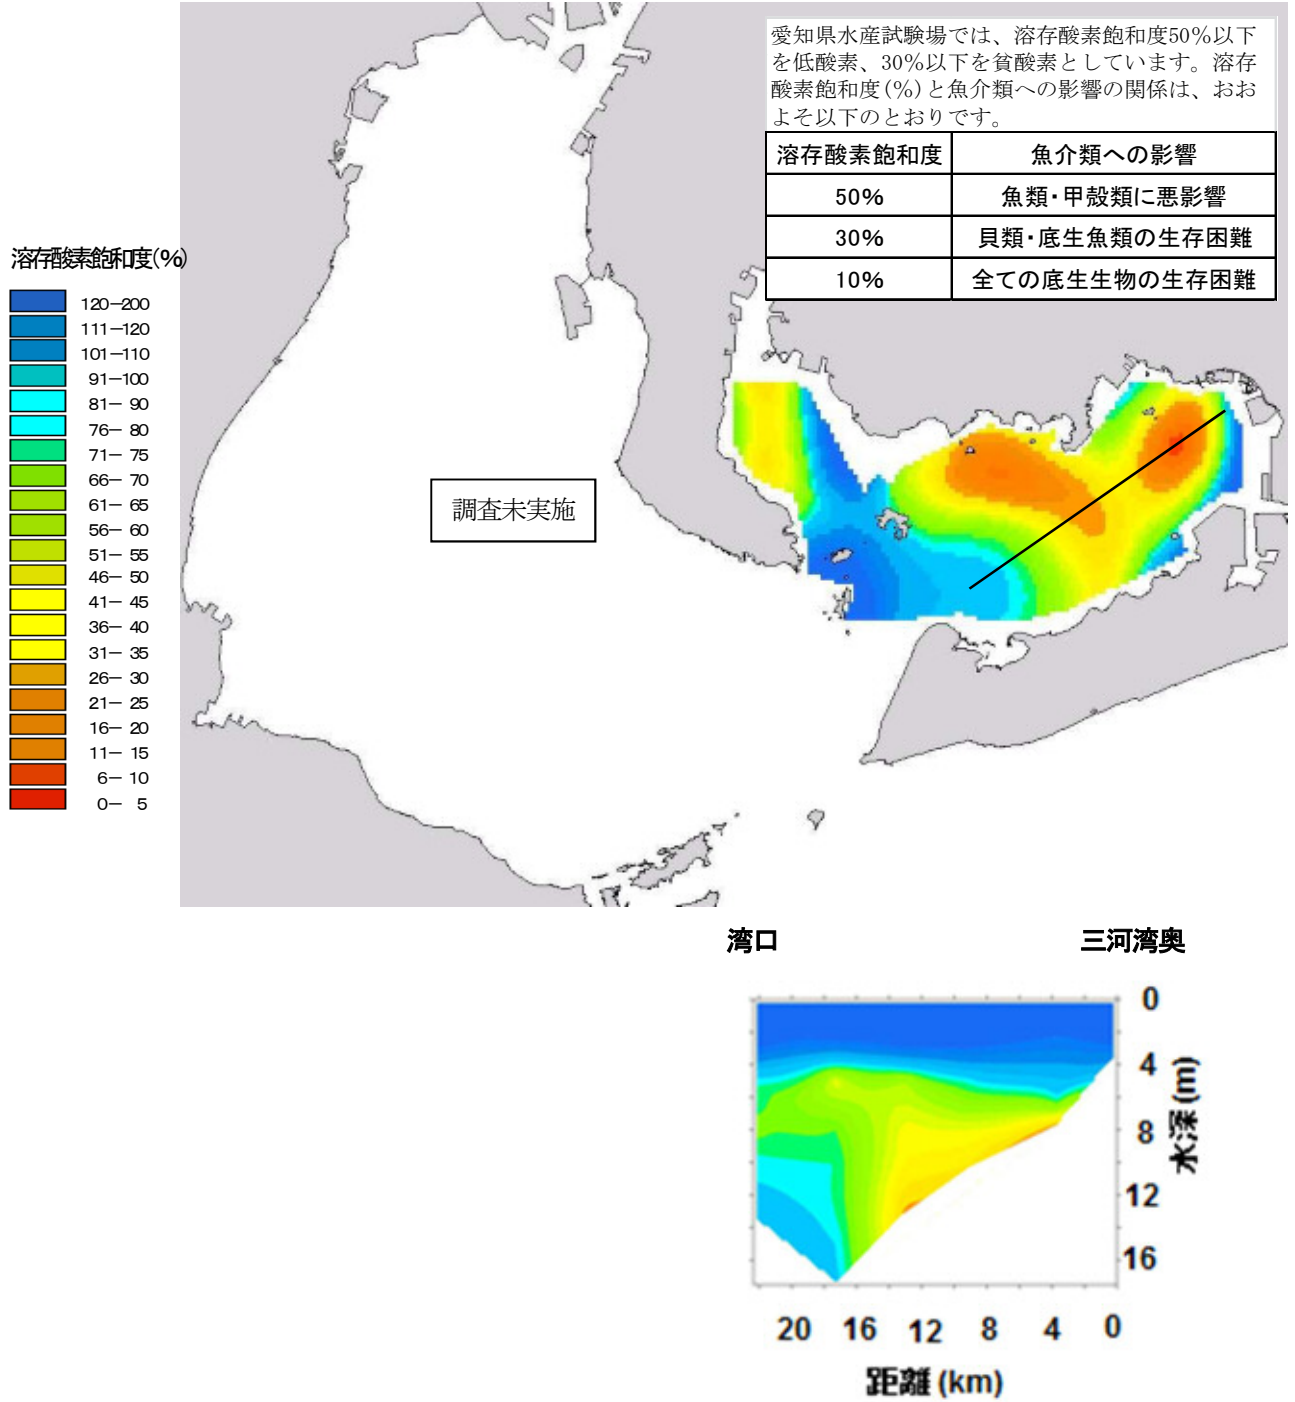 愛知県水産試験場では、溶存酸素飽和度50%以下
を低酸素、30%以下を貧酸素としています。溶存
酸素飽和度(%)と魚介類への影響の関係は、おお
よそ以下のとおりです。
溶存酸素飽和度 魚介類への影響
50% 魚類・甲殻類に悪影響
30% 貝類・底生魚類の生存困難
10% 全ての底生生物の生存困難
溶存酸素飽和度(%)
120-200
111-120
101-110
91-100
81- 90
76- 80
71- 75
66- 70
61- 65
56- 60
51- 55
46- 50
41- 45
36- 40
31- 35
26- 30
21- 25
16- 20
11- 15
6- 10
0- 5
調査未実施
湾口 三河湾奥
0
4
8
12
16
水深(m)
20 16 12 8 4 0
距離(km)